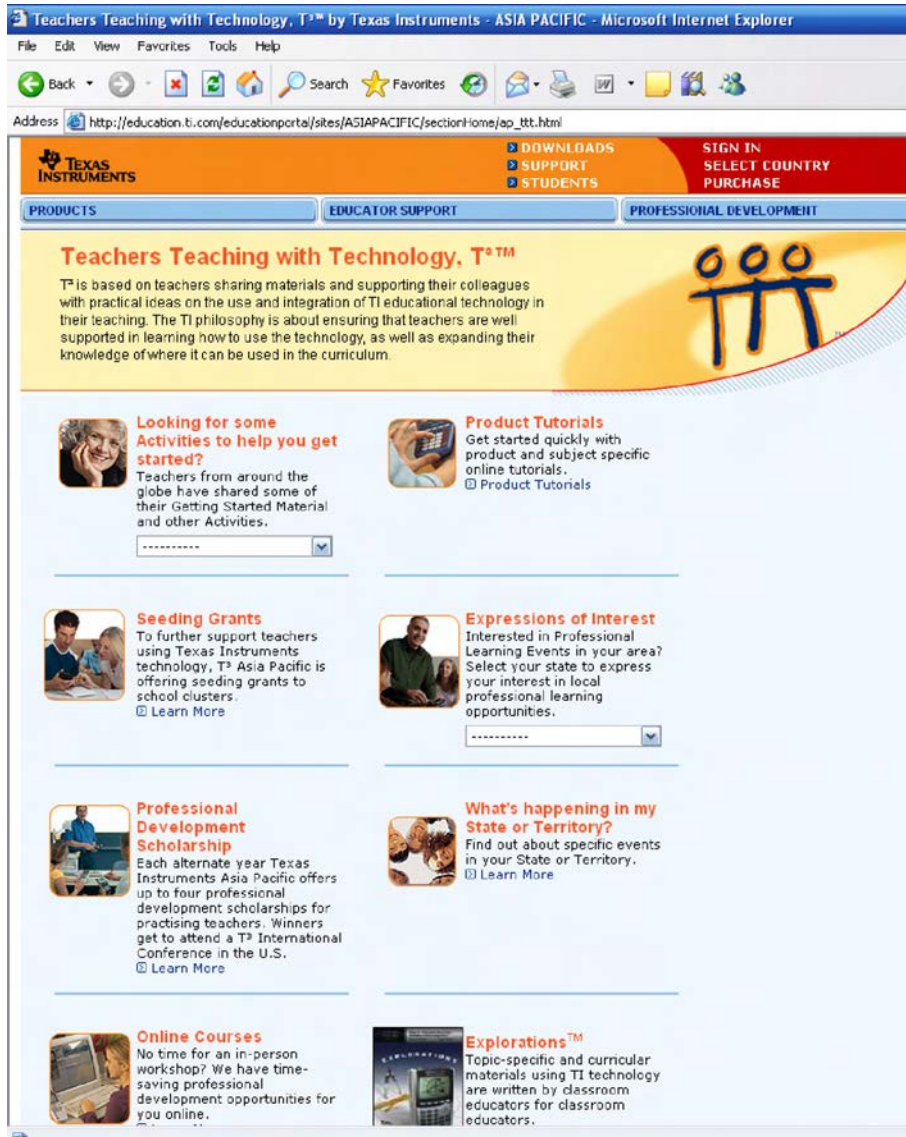 Teachers Teaching with Technology, T³™ by Texas Instruments - ASIA PACIFIC - Microsoft Internet Explorer
File Edit View Favorites Tools Help
Back Search Favorites
Address http://education.ti.com/educationportal/sites/ASIAPACIFIC/sectionHome/ap_ttt.html
TEXAS INSTRUMENTS
DOWNLOADS
SUPPORT
STUDENTS
SIGN IN
SELECT COUNTRY
PURCHASE
PRODUCTS EDUCATOR SUPPORT PROFESSIONAL DEVELOPMENT
Teachers Teaching with Technology, T³™
T³ is based on teachers sharing materials and supporting their colleagues
with practical ideas on the use and integration of TI educational technology in
their teaching. The TI philosophy is about ensuring that teachers are well
supported in learning how to use the technology, as well as expanding their
knowledge of where it can be used in the curriculum.
Looking for some
Activities to help you get
started?
Teachers from around the
globe have shared some of
their Getting Started Material
and other Activities.
----------
Product Tutorials
Get started quickly with
product and subject specific
online tutorials.
Product Tutorials
Seeding Grants
To further support teachers
using Texas Instruments
technology, T³ Asia Pacific is
offering seeding grants to
school clusters.
Learn More
Expressions of Interest
Interested in Professional
Learning Events in your area?
Select your state to express
your interest in local
professional learning
opportunities.
----------
Professional
Development
Scholarship
Each alternate year Texas
Instruments Asia Pacific offers
up to four professional
development scholarships for
practising teachers. Winners
get to attend a T³ International
Conference in the U.S.
Learn More
What's happening in my
State or Territory?
Find out about specific events
in your State or Territory.
Learn More
Online Courses
No time for an in-person
workshop? We have time-
saving professional
development opportunities for
you online.
EXPLORATIONS
Explorations™
Topic-specific and curricular
materials using TI technology
are written by classroom
educators for classroom
educators.